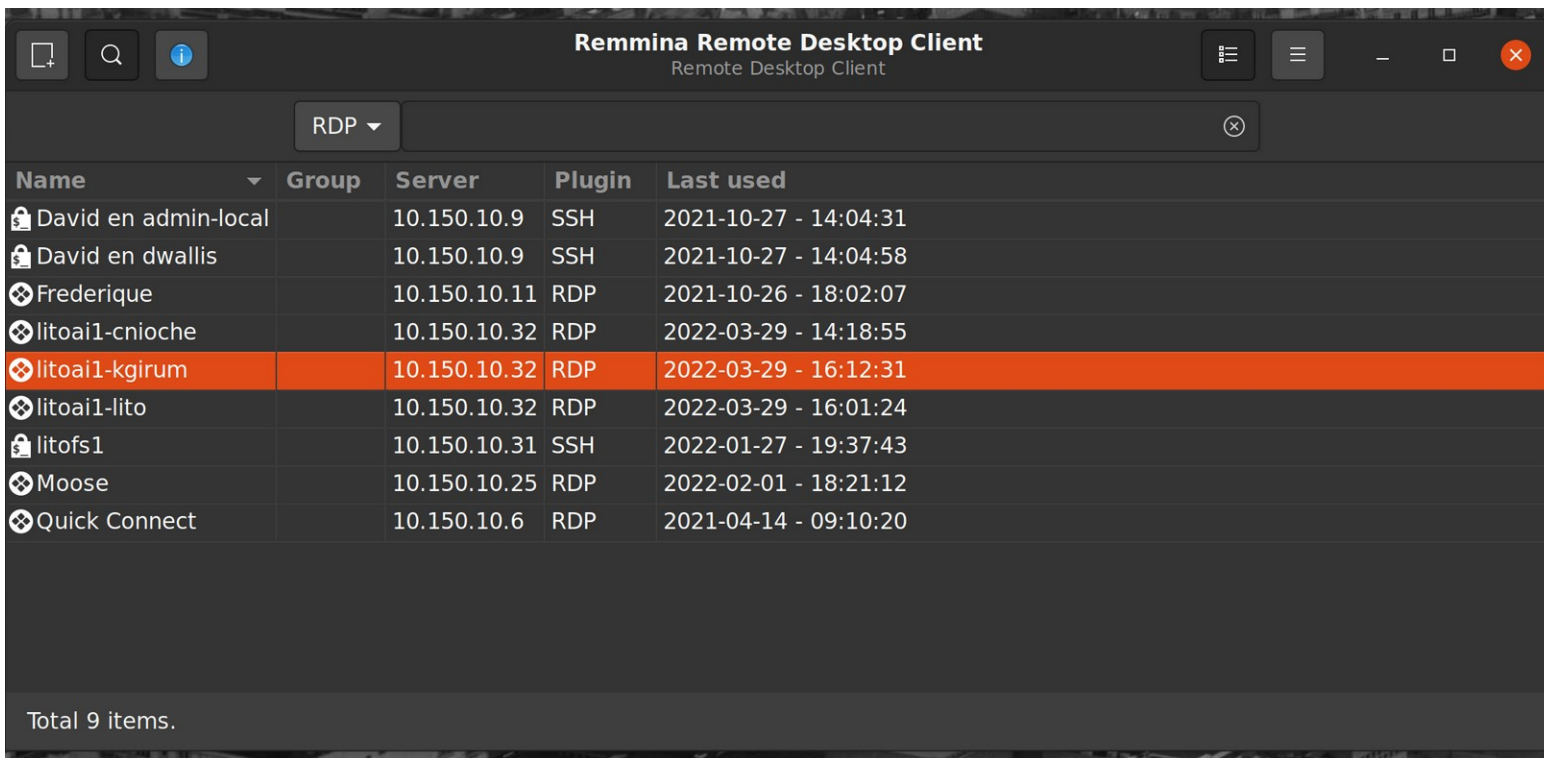 Remmina Remote Desktop Client
Remote Desktop Client
RDP
Name Group Server Plugin Last used
David en admin-local 10.150.10.9 SSH 2021-10-27 - 14:04:31
David en dwallis 10.150.10.9 SSH 2021-10-27 - 14:04:58
Frederique 10.150.10.11 RDP 2021-10-26 - 18:02:07
litoai1-cnioche 10.150.10.32 RDP 2022-03-29 - 14:18:55
litoai1-kgirum 10.150.10.32 RDP 2022-03-29 - 16:12:31
litoai1-lito 10.150.10.32 RDP 2022-03-29 - 16:01:24
litofs1 10.150.10.31 SSH 2022-01-27 - 19:37:43
Moose 10.150.10.25 RDP 2022-02-01 - 18:21:12
Quick Connect 10.150.10.6 RDP 2021-04-14 - 09:10:20
Total 9 items.